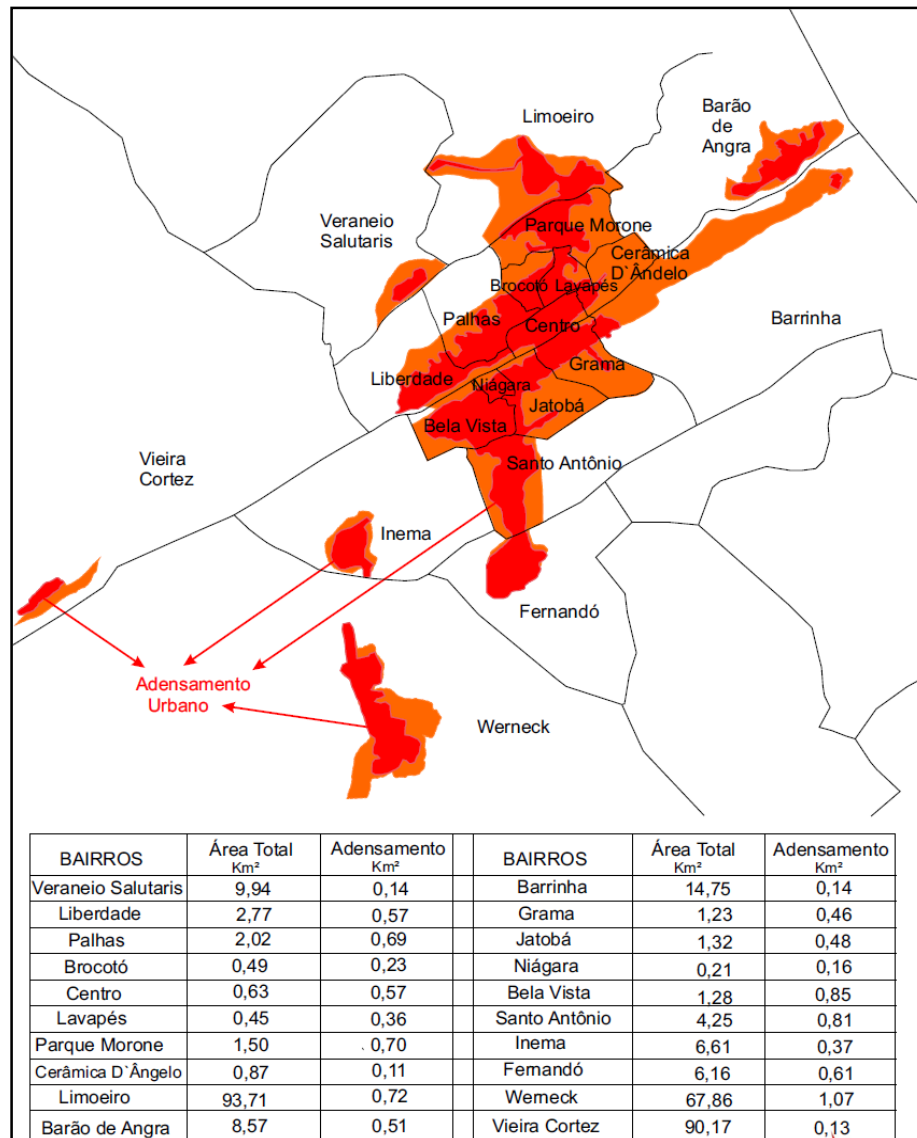 Limoeiro
Barão
de
Angra
Veraneio
Salutaris
Parque Morone
Cerâmica
D`Ândelo
Brocotó
Lavapés
Palhas
Centro
Barrinha
Grama
Liberdade
Niágara
Jatobá
Bela Vista
Santo Antônio
Vieira
Cortez
Inema
Fernandó
Adensamento
Urbano
Werneck
BAIRROS Área Total Km² Adensamento Km² BAIRROS Área Total Km² Adensamento Km²
Veraneio Salutaris 9,94 0,14 Barrinha 14,75 0,14
Liberdade 2,77 0,57 Grama 1,23 0,46
Palhas 2,02 0,69 Jatobá 1,32 0,48
Brocotó 0,49 0,23 Niágara 0,21 0,16
Centro 0,63 0,57 Bela Vista 1,28 0,85
Lavapés 0,45 0,36 Santo Antônio 4,25 0,81
Parque Morone 1,50 0,70 Inema 6,61 0,37
Cerâmica D`Ângelo 0,87 0,11 Fernandó 6,16 0,61
Limoeiro 93,71 0,72 Werneck 67,86 1,07
Barão de Angra 8,57 0,51 Vieira Cortez 90,17 0,13